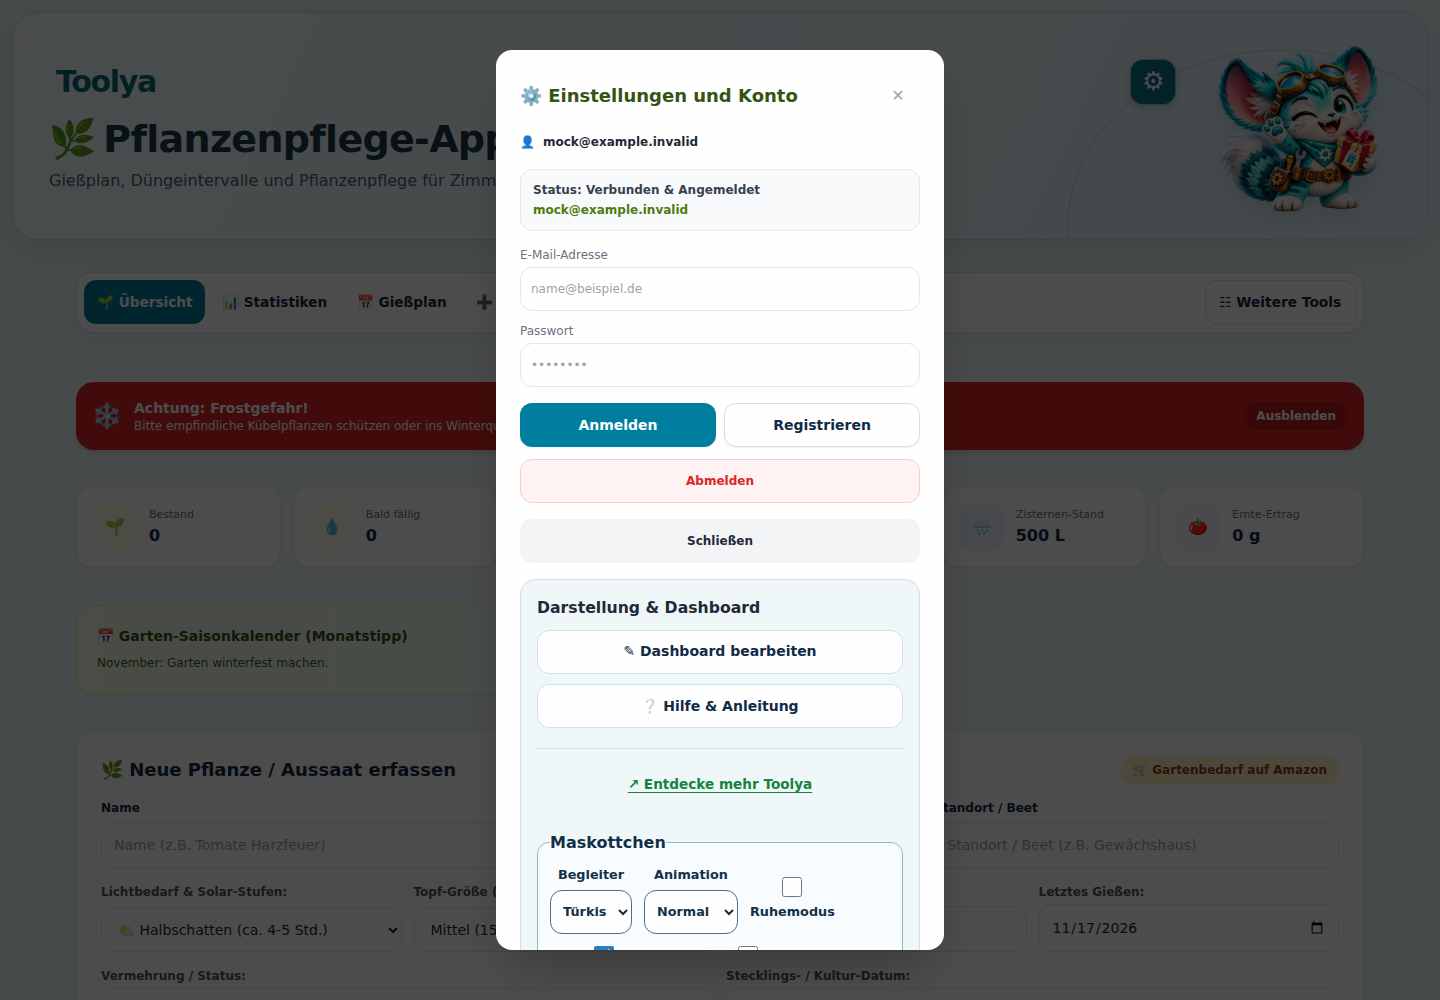 Toolya
🌿 Pflanzenpflege-App
Gießplan, Düngeintervalle und Pflanzenpflege für Zimm
⚙️ Einstellungen und Konto
×
👤 mock@example.invalid
Status: Verbunden & Angemeldet
mock@example.invalid
E-Mail-Adresse
name@beispiel.de
Passwort
••••••••
Anmelden
Registrieren
Abmelden
Schließen
Darstellung & Dashboard
✎ Dashboard bearbeiten
❔ Hilfe & Anleitung
↗ Entdecke mehr Toolya
Maskottchen
Begleiter
Animation
Türkis
Normal
Ruhemodus
🌱 Übersicht
📊 Statistiken
📅 Gießplan
➕
☷ Weitere Tools
Achtung: Frostgefahr!
Bitte empfindliche Kübelpflanzen schützen oder ins Winterqu
Ausblenden
Bestand
0
Bald fällig
0
Zisternen-Stand
500 L
Ernte-Ertrag
0 g
📅 Garten-Saisonkalender (Monatstipp)
November: Garten winterfest machen.
🌿 Neue Pflanze / Aussaat erfassen
🛒 Gartenbedarf auf Amazon
Name
tandort / Beet
Name (z.B. Tomate Harzfeuer)
Standort / Beet (z.B. Gewächshaus)
Lichtbedarf & Solar-Stufen:
Topf-Größe (
Letztes Gießen:
Halbschatten (ca. 4-5 Std.)
Mittel (15
11/17/2026
Vermehrung / Status:
Stecklings- / Kultur-Datum: